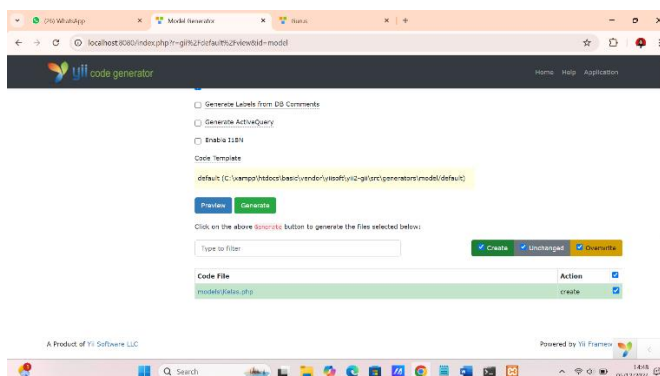 (26) WhatsApp
Model Generator
localhost:8080/index.php?r=gii%2Fdefault%2Fview&id=model
yii code generator
Home Help Application
Generate Labels from DB Comments
Generate ActiveQuery
Enable I18N
Code Template
default (C:\xampp\htdocs\basic\vendor\yiisoft\yii2-gii\src\generators\model/default)
Preview Generate
Click on the above Generate button to generate the files selected below:
Type to filter
Create Unchanged Overwrite
Code File Action
models\Kelas.php create
A Product of Yii Software LLC
Powered by Yii
Search